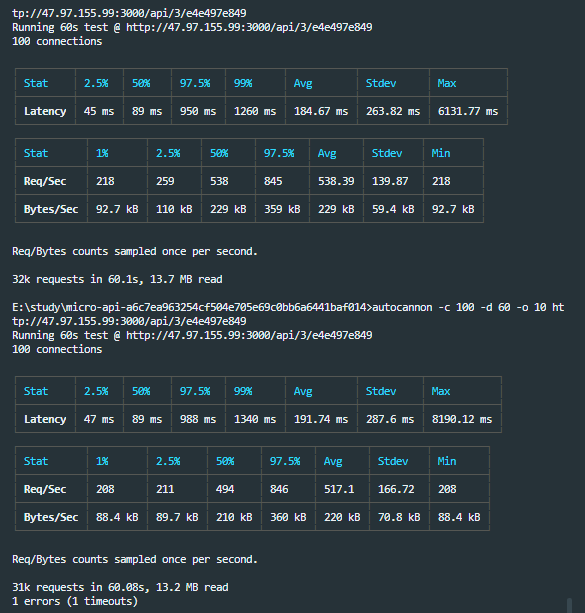 tp://47.97.155.99:3000/api/3/e4e497e849
Running 60s test @ http://47.97.155.99:3000/api/3/e4e497e849
100 connections
Stat 2.5% 50% 97.5% 99% Avg Stdev Max
Latency 45 ms 89 ms 950 ms 1260 ms 184.67 ms 263.82 ms 6131.77 ms
Stat 1% 2.5% 50% 97.5% Avg Stdev Min
Req/Sec 218 259 538 845 538.39 139.87 218
Bytes/Sec 92.7 kB 110 kB 229 kB 359 kB 229 kB 59.4 kB 92.7 kB
Req/Bytes counts sampled once per second.
32k requests in 60.1s, 13.7 MB read
E:\study\micro-api-a6c7ea963254cf504e705e69c0bb6a6441baf014>autocannon -c 100 -d 60 -o 10 ht
tp://47.97.155.99:3000/api/3/e4e497e849
Running 60s test @ http://47.97.155.99:3000/api/3/e4e497e849
100 connections
Stat 2.5% 50% 97.5% 99% Avg Stdev Max
Latency 47 ms 89 ms 988 ms 1340 ms 191.74 ms 287.6 ms 8190.12 ms
Stat 1% 2.5% 50% 97.5% Avg Stdev Min
Req/Sec 208 211 494 846 517.1 166.72 208
Bytes/Sec 88.4 kB 89.7 kB 210 kB 360 kB 220 kB 70.8 kB 88.4 kB
Req/Bytes counts sampled once per second.
31k requests in 60.08s, 13.2 MB read
1 errors (1 timeouts)